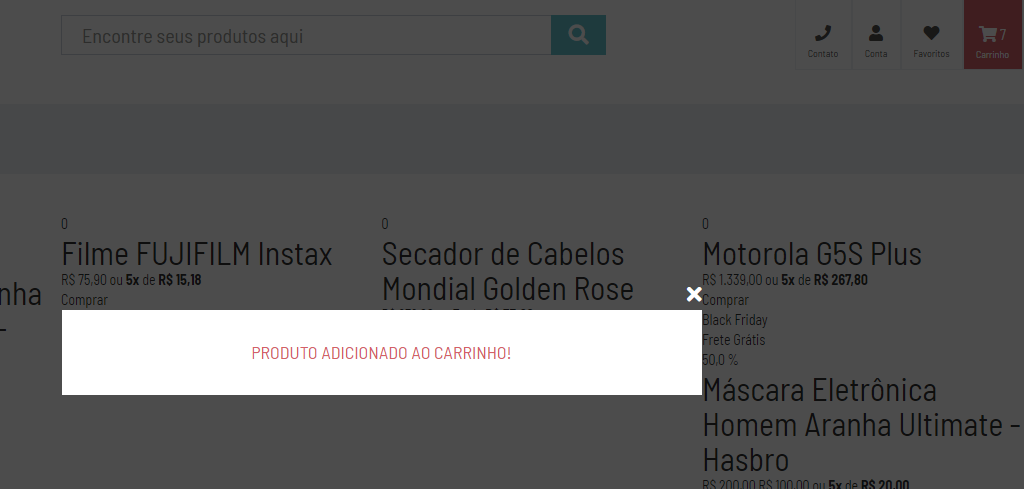 Encontre seus produtos aqui
Contato
Conta
Favoritos
7
Carrinho
0
Filme FUJIFILM Instax
R$ 75,90 ou 5x de R$ 15,18
Comprar
nha
-
0
Secador de Cabelos
Mondial Golden Rose
0
Motorola G5S Plus
R$ 1.339,00 ou 5x de R$ 267,80
Comprar
Black Friday
Frete Grátis
50,0 %
Máscara Eletrônica
Homem Aranha Ultimate -
Hasbro
R$ 200,00 R$ 100,00 ou 5x de R$ 20,00
PRODUTO ADICIONADO AO CARRINHO!